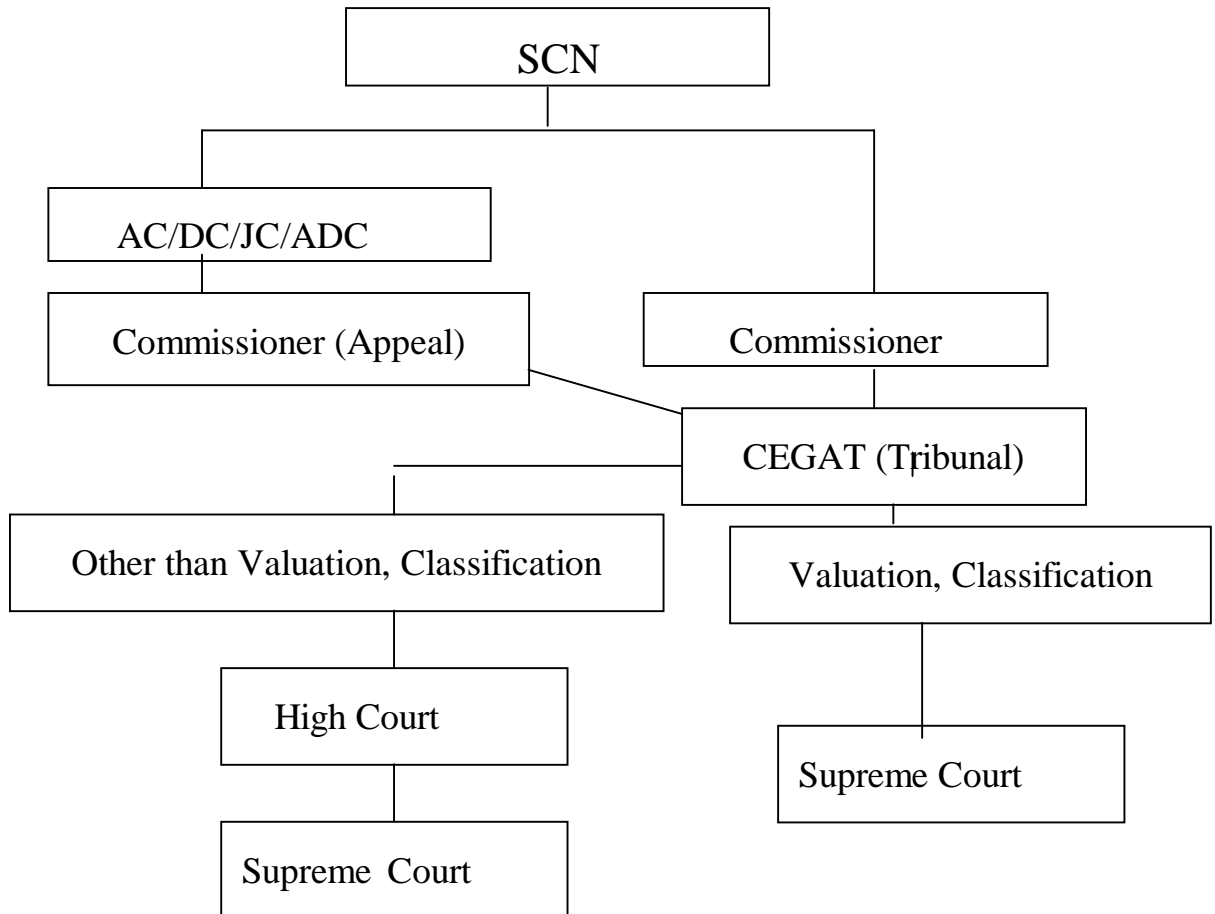 SCN
AC/DC/JC/ADC
Commissioner (Appeal)
Commissioner
CEGAT (Tribunal)
Other than Valuation, Classification
Valuation, Classification
High Court
Supreme Court
Supreme Court